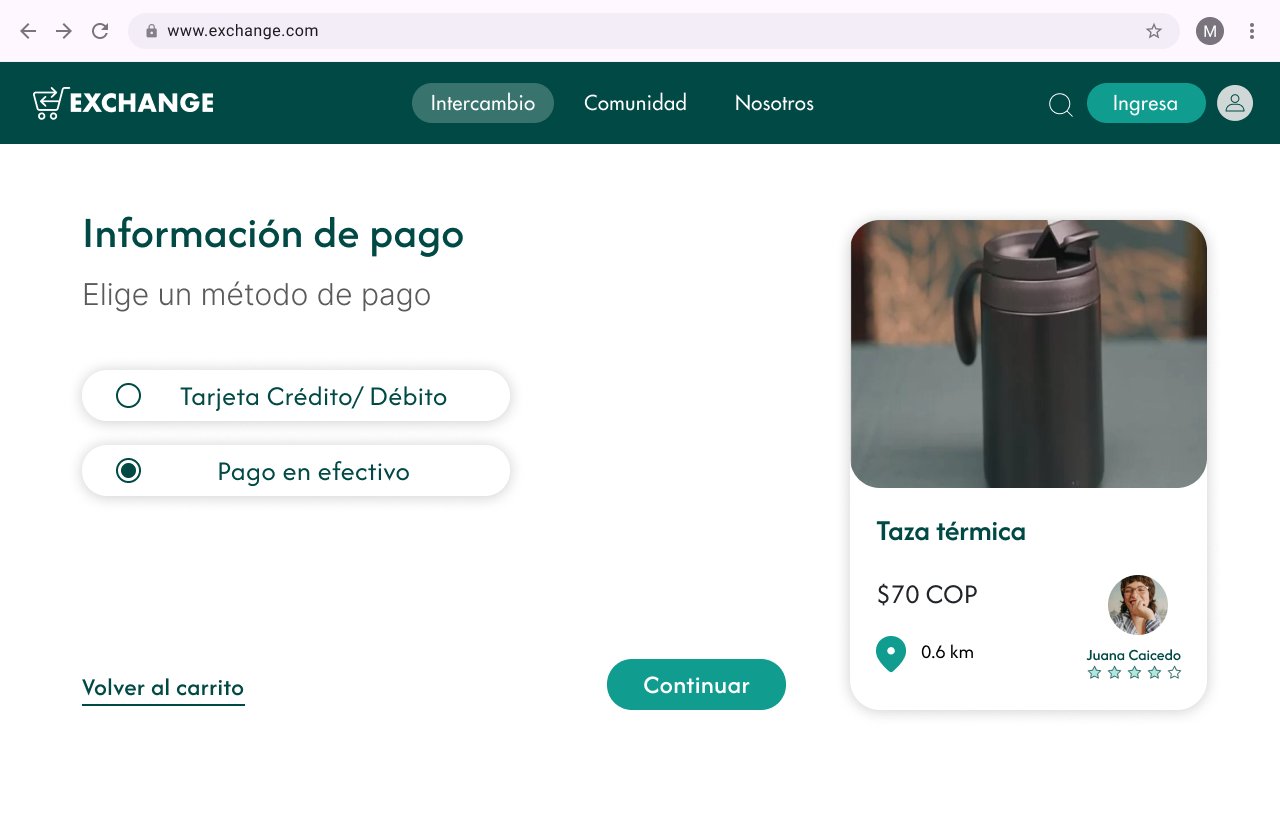 www.exchange.com
M
EXCHANGE
Intercambio
Comunidad
Nosotros
Ingresa
Información de pago
Elige un método de pago
Tarjeta Crédito/ Débito
Pago en efectivo
Volver al carrito
Continuar
Taza térmica
$70 COP
0.6 km
Juana Caicedo